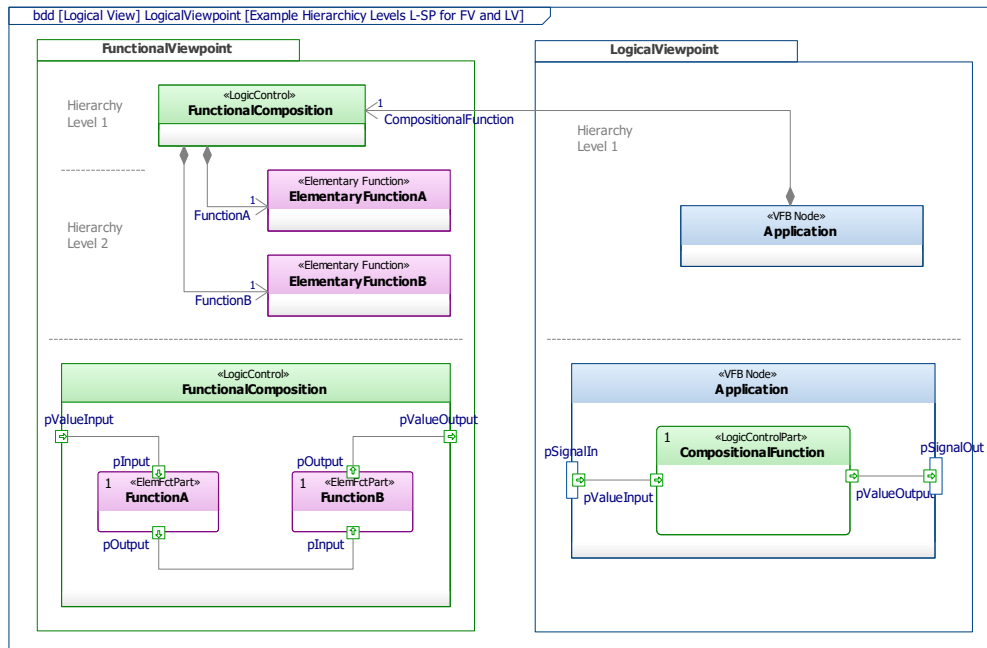 bdd [Logical View] LogicalViewpoint [Example Hierarchicy Levels L-SP for FV and LV]
FunctionalViewpoint
Hierarchy
Level 1
«LogicControl»
FunctionalComposition
1
CompositionalFunction
«Elementary Function»
ElementaryFunctionA
1
FunctionA
Hierarchy
Level 2
«Elementary Function»
ElementaryFunctionB
1
FunctionB
«LogicControl»
FunctionalComposition
pValueInput
pValueOutput
pInput
pOutput
1 «ElemFctPart»
FunctionA
1 «ElemFctPart»
FunctionB
pOutput
pInput
LogicalViewpoint
Hierarchy
Level 1
«VFB Node»
Application
«VFB Node»
Application
pSignalIn
1 «LogicControlPart»
CompositionalFunction
pSignalOut
pValueInput
pValueOutput